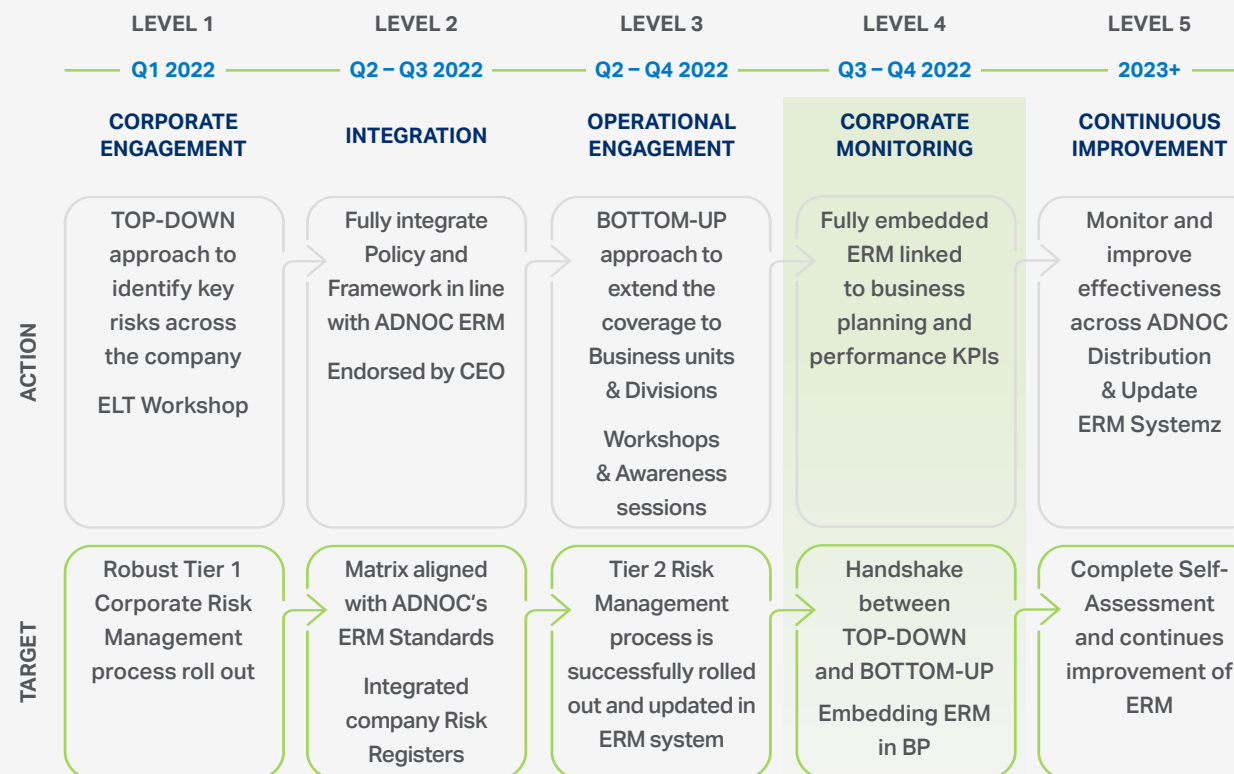 LEVEL 1
LEVEL 2
LEVEL 3
LEVEL 4
LEVEL 5
Q1 2022
Q2 – Q3 2022
Q2 – Q4 2022
Q3 – Q4 2022
2023+
CORPORATE
ENGAGEMENT
INTEGRATION
OPERATIONAL
ENGAGEMENT
CORPORATE
MONITORING
CONTINUOUS
IMPROVEMENT
ACTION
TOP-DOWN
approach to
identify key
risks across
the company
ELT Workshop
Fully integrate
Policy and
Framework in line
with ADNOC ERM
Endorsed by CEO
BOTTOM-UP
approach to
extend the
coverage to
Business units
& Divisions
Workshops
& Awareness
sessions
Fully embedded
ERM linked
to business
planning and
performance KPIs
Monitor and
improve
effectiveness
across ADNOC
Distribution
& Update
ERM Systemz
TARGET
Robust Tier 1
Corporate Risk
Management
process roll out
Matrix aligned
with ADNOC's
ERM Standards
Integrated
company Risk
Registers
Tier 2 Risk
Management
process is
successfully rolled
out and updated in
ERM system
Handshake
between
TOP-DOWN
and BOTTOM-UP
Embedding ERM
in BP
Complete Self-
Assessment
and continues
improvement of
ERM